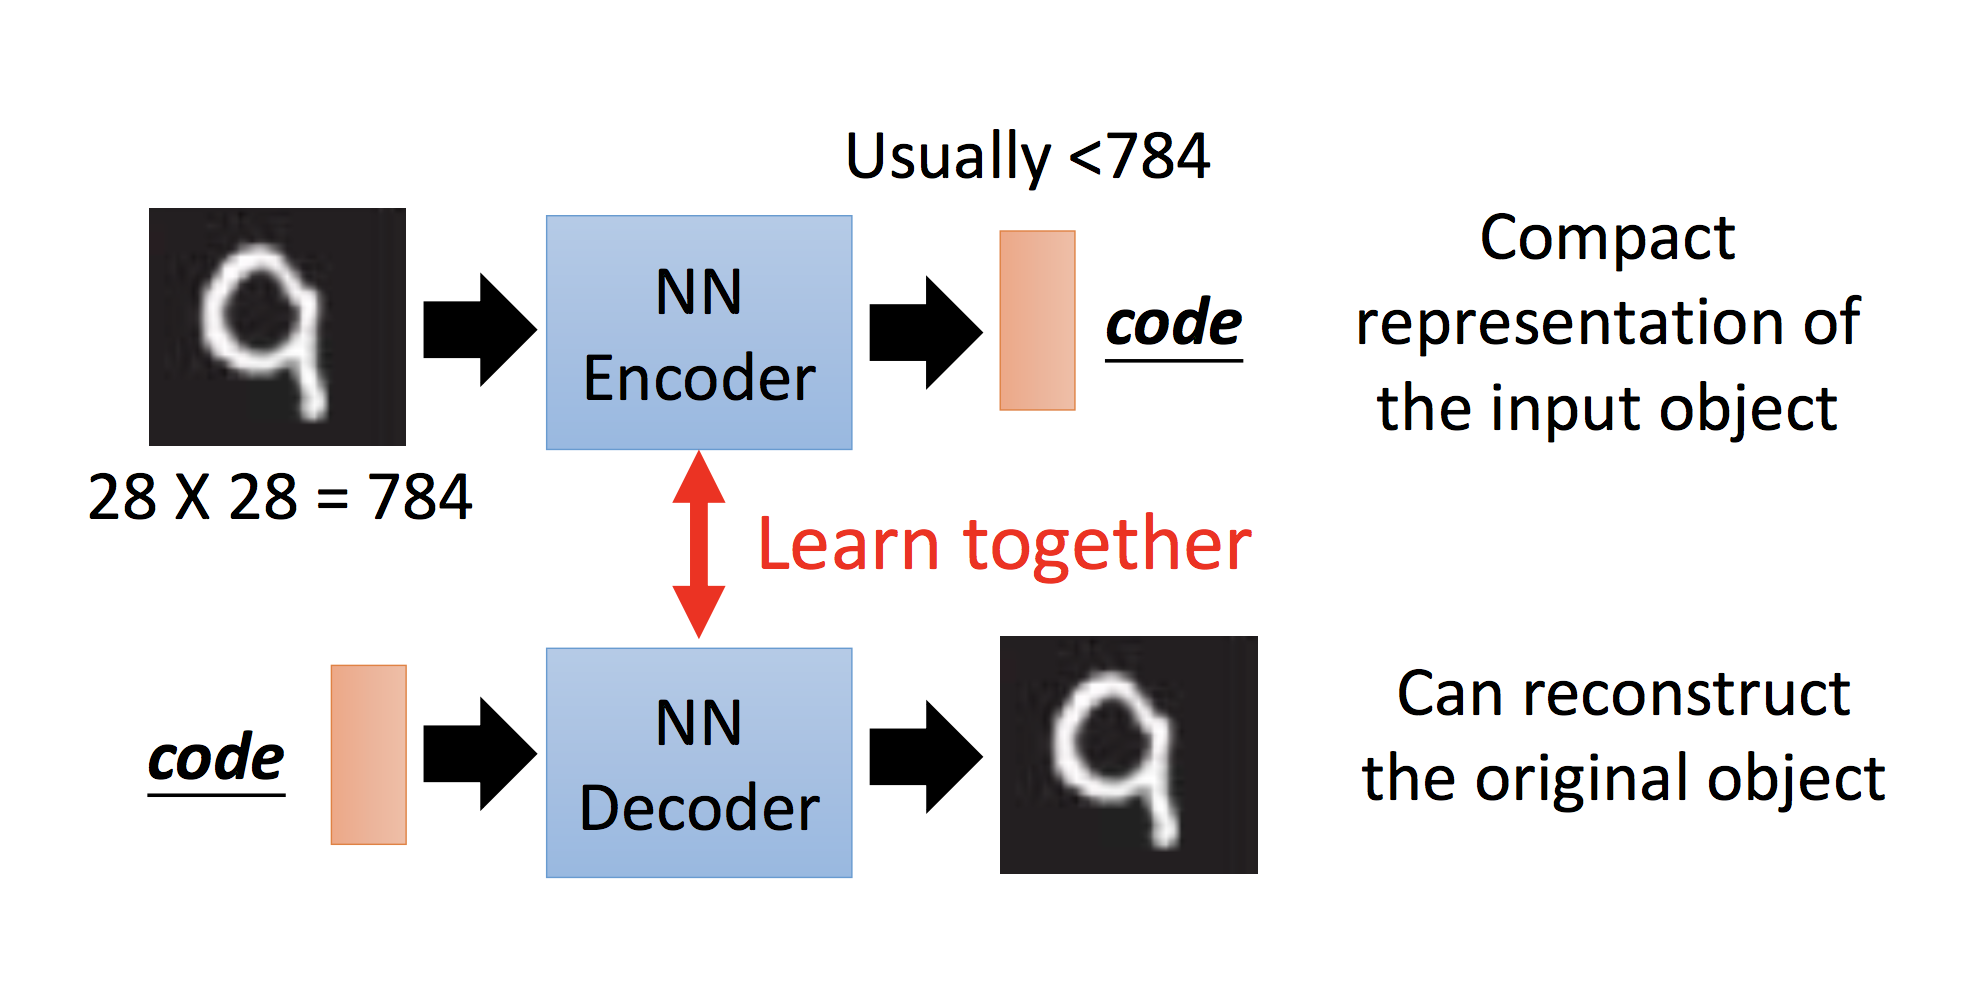 Usually <784
NN
Encoder
code
Compact
representation of
the input object
28 X 28 = 784
Learn together
code
NN
Decoder
Can reconstruct
the original object